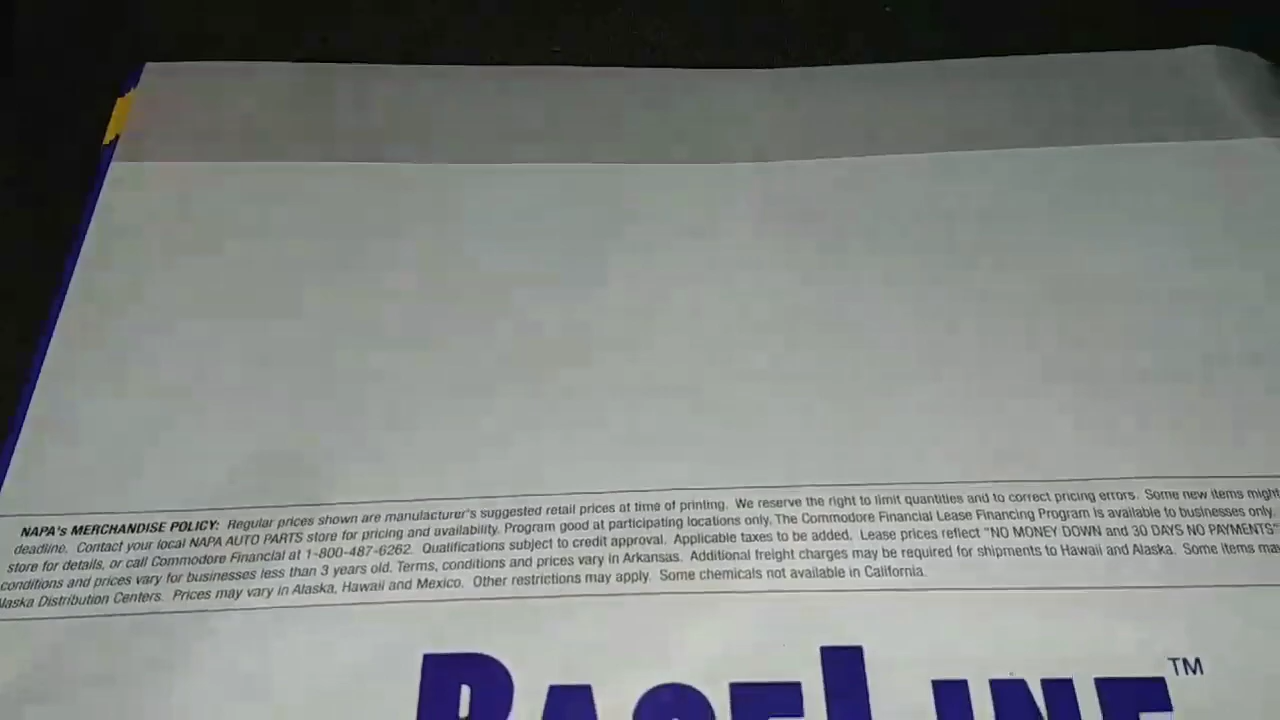 NAPA's MERCHANDISE POLICY: Regular prices shown are manufacturer's suggested retail prices at time of printing. We reserve the right to limit quantities and to correct pricing errors. Some new items might
deadline. Contact your local NAPA AUTO PARTS store for pricing and availability. Program good at participating locations only. The Commodore Financial Lease Financing Program is available to businesses only.
store for details, or call Commodore Financial at 1-800-487-6262. Qualifications subject to credit approval. Applicable taxes to be added. Lease prices reflect "NO MONEY DOWN and 30 DAYS NO PAYMENTS"
conditions and prices vary for businesses less than 3 years old. Terms, conditions and prices vary in Arkansas. Additional freight charges may be required for shipments to Hawaii and Alaska. Some items may
Alaska Distribution Centers. Prices may vary in Alaska, Hawaii and Mexico. Other restrictions may apply. Some chemicals not available in California.
BASELINE™